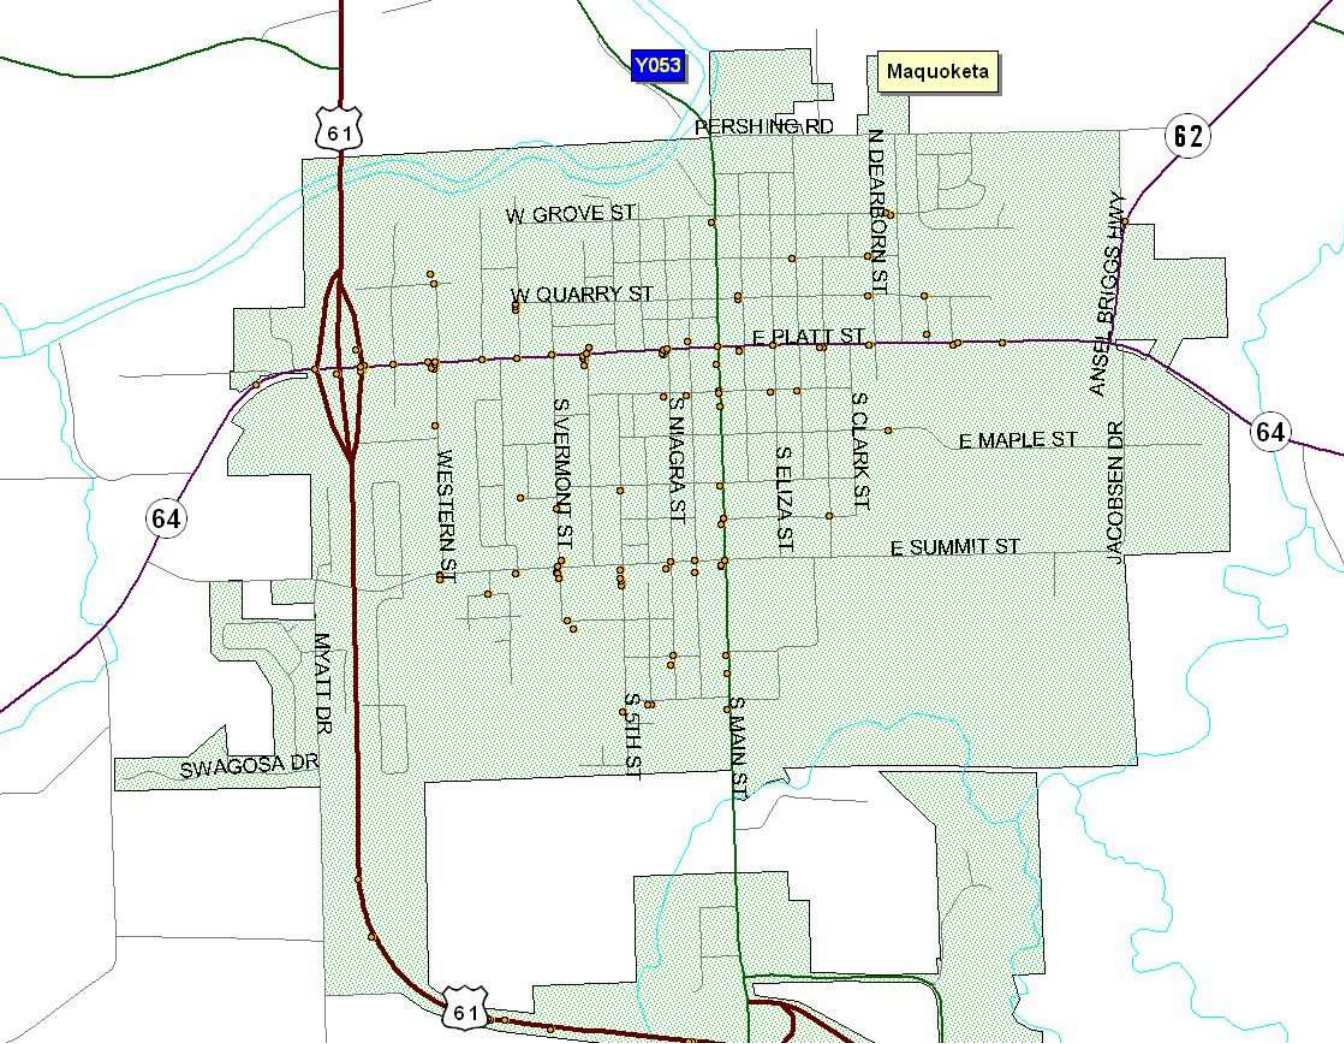 Y053
Maquoketa
61
PERSHING RD
62
N DEARBORN ST
W GROVE ST
ANSEL BRIGGS HWY
W QUARRY ST
E PLATT ST
S VERMONT ST
S NIAGRA ST
S CLARK ST
E MAPLE ST
64
WESTERN ST
S ELIZA ST
JACOBSEN DR
64
E SUMMIT ST
MYATT DR
S 5TH ST
S MAIN ST
SWAGOSA DR
61